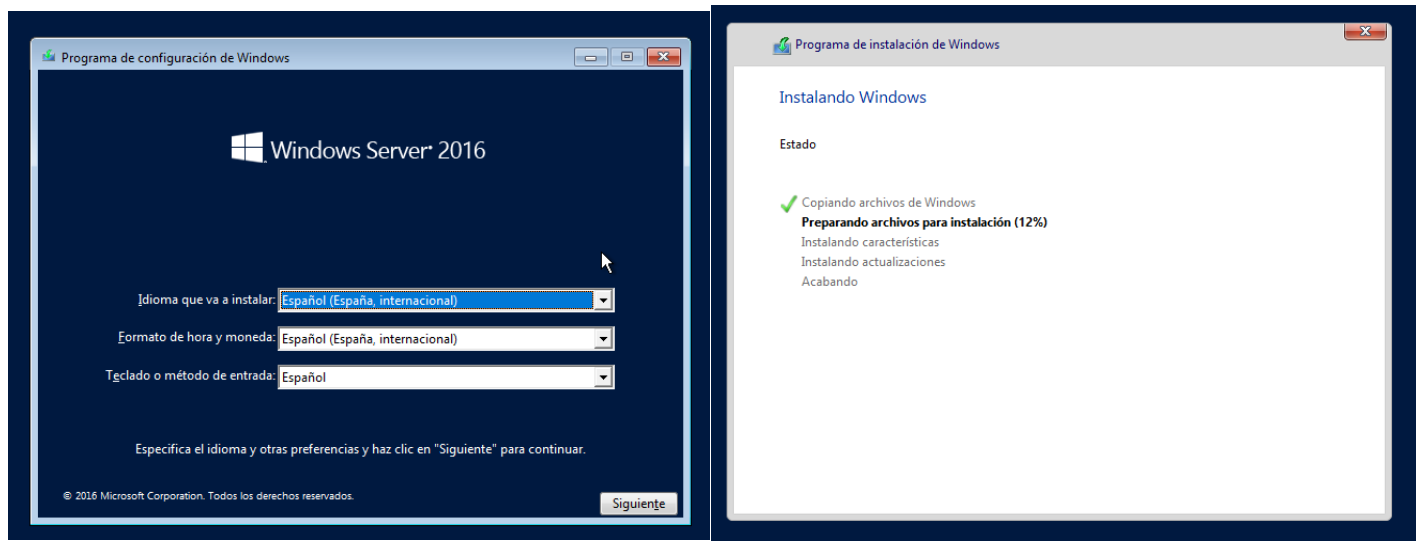 Programa de configuración de Windows
Windows Server 2016
Idioma que va a instalar: Español (España, internacional)
Formato de hora y moneda: Español (España, internacional)
Teclado o método de entrada: Español
Especifica el idioma y otras preferencias y haz clic en "Siguiente" para continuar.
© 2016 Microsoft Corporation. Todos los derechos reservados.
Siguiente
Programa de instalación de Windows
Instalando Windows
Estado
Copiando archivos de Windows
Preparando archivos para instalación (12%)
Instalando características
Instalando actualizaciones
Acabando